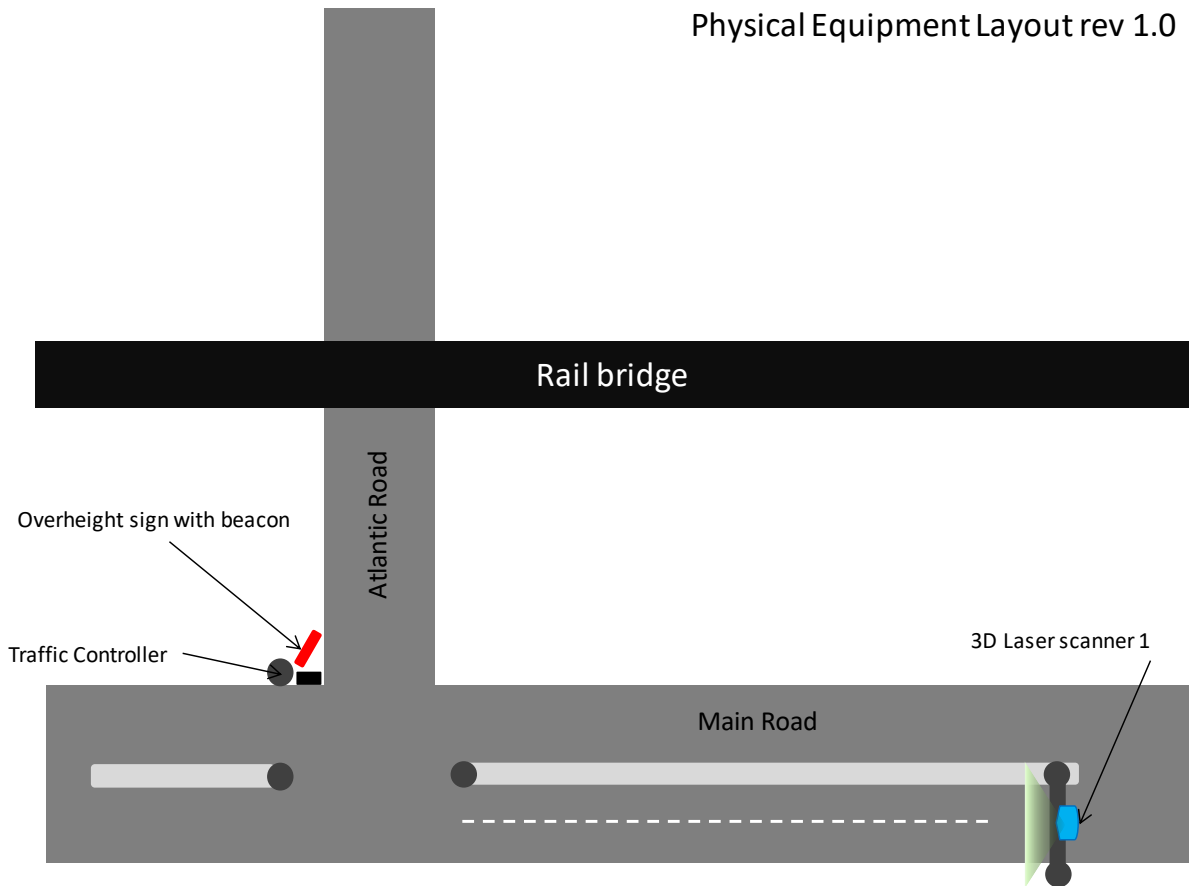 Physical Equipment Layout rev 1.0
Rail bridge
Atlantic Road
Overheight sign with beacon
Traffic Controller
3D Laser scanner 1
Main Road